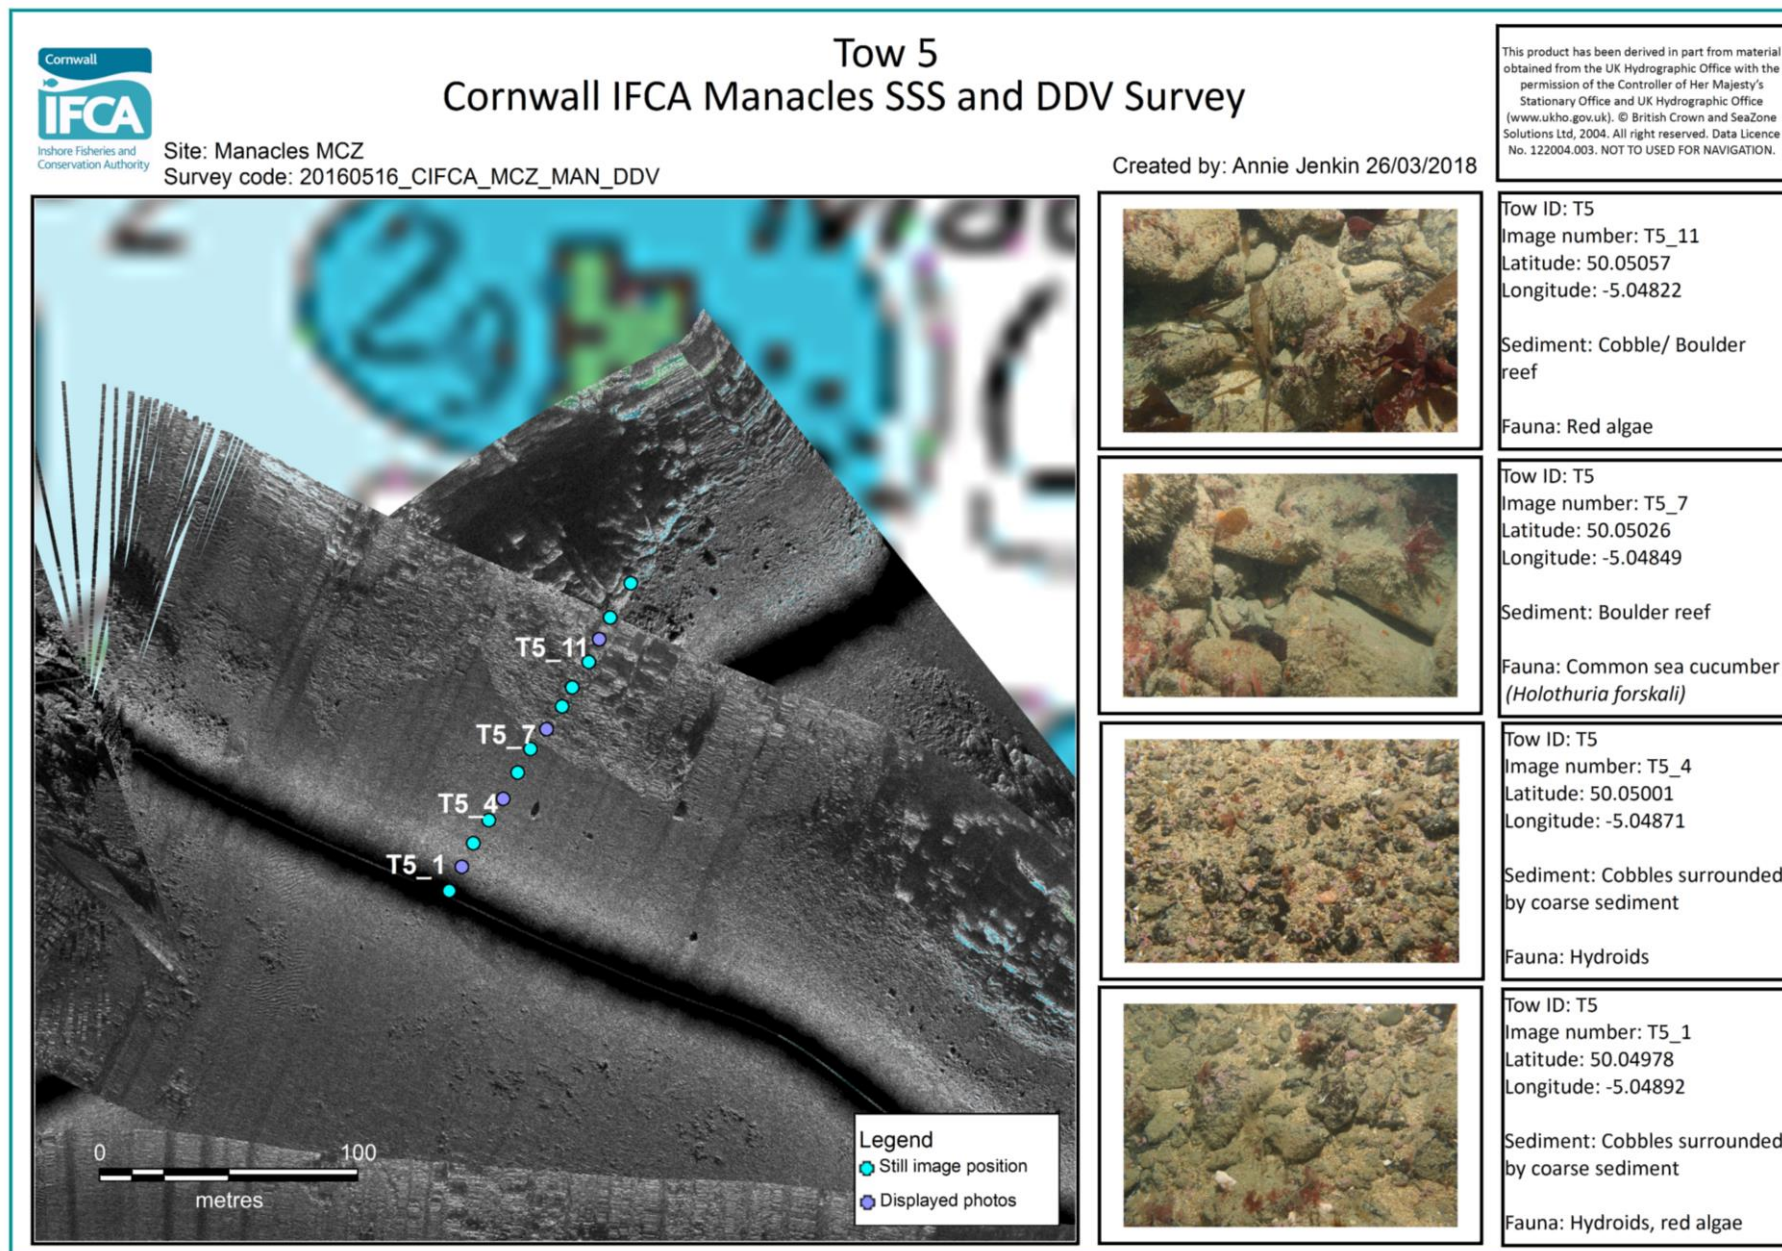 Tow 5
Cornwall IFCA Manacles SSS and DDV Survey
Cornwall
IFCA
Inshore Fisheries and
Conservation Authority
Site: Manacles MCZ
Survey code: 20160516_CIFCA_MCZ_MAN_DDV
Created by: Annie Jenkin 26/03/2018
This product has been derived in part from material
obtained from the UK Hydrographic Office with the
permission of the Controller of Her Majesty's
Stationary Office and UK Hydrographic Office
(www.ukho.gov.uk). © British Crown and SeaZone
Solutions Ltd, 2004. All right reserved. Data Licence
No. 122004.003. NOT TO USED FOR NAVIGATION.
T5_11
T5_7
T5_4
T5_1
0 100
metres
Legend
Still image position
Displayed photos
Tow ID: T5
Image number: T5_11
Latitude: 50.05057
Longitude: -5.04822
Sediment: Cobble/ Boulder
reef
Fauna: Red algae
Tow ID: T5
Image number: T5_7
Latitude: 50.05026
Longitude: -5.04849
Sediment: Boulder reef
Fauna: Common sea cucumber
(Holothuria forskali)
Tow ID: T5
Image number: T5_4
Latitude: 50.05001
Longitude: -5.04871
Sediment: Cobbles surrounded
by coarse sediment
Fauna: Hydroids
Tow ID: T5
Image number: T5_1
Latitude: 50.04978
Longitude: -5.04892
Sediment: Cobbles surrounded
by coarse sediment
Fauna: Hydroids, red algae